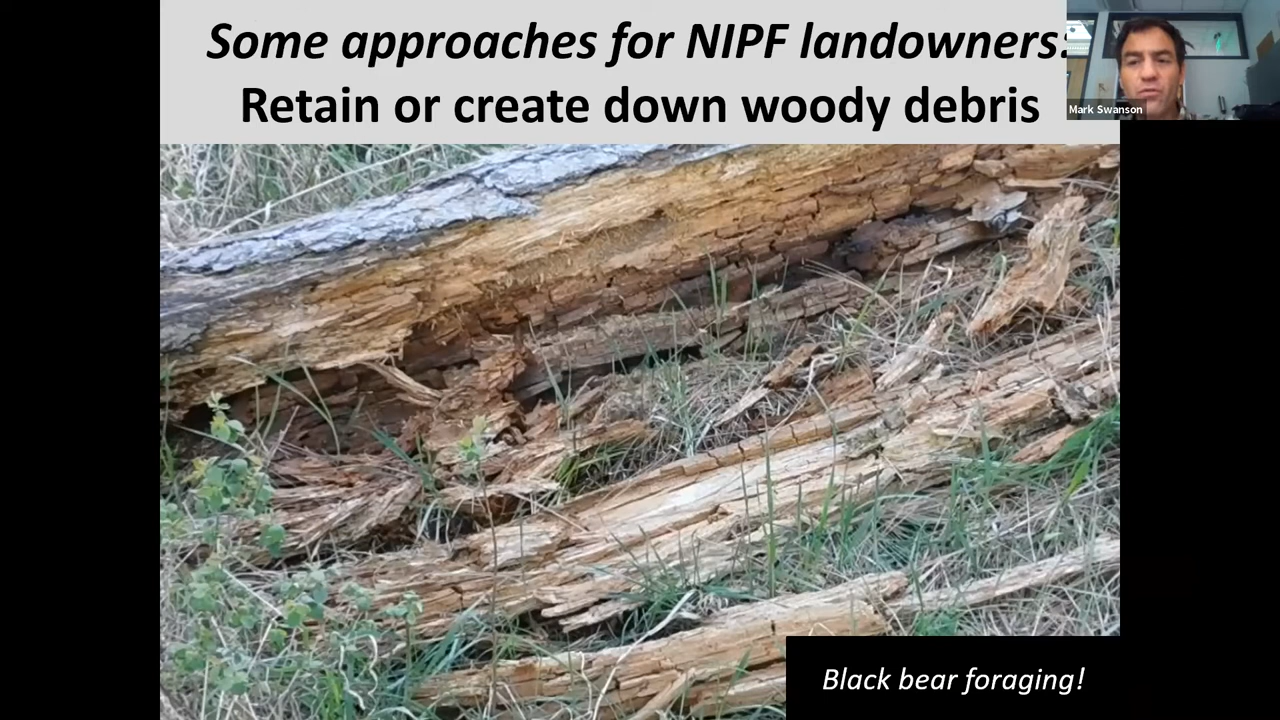 Some approaches for NIPF landowners:
Retain or create down woody debris
Mark Swanson
Black bear foraging!